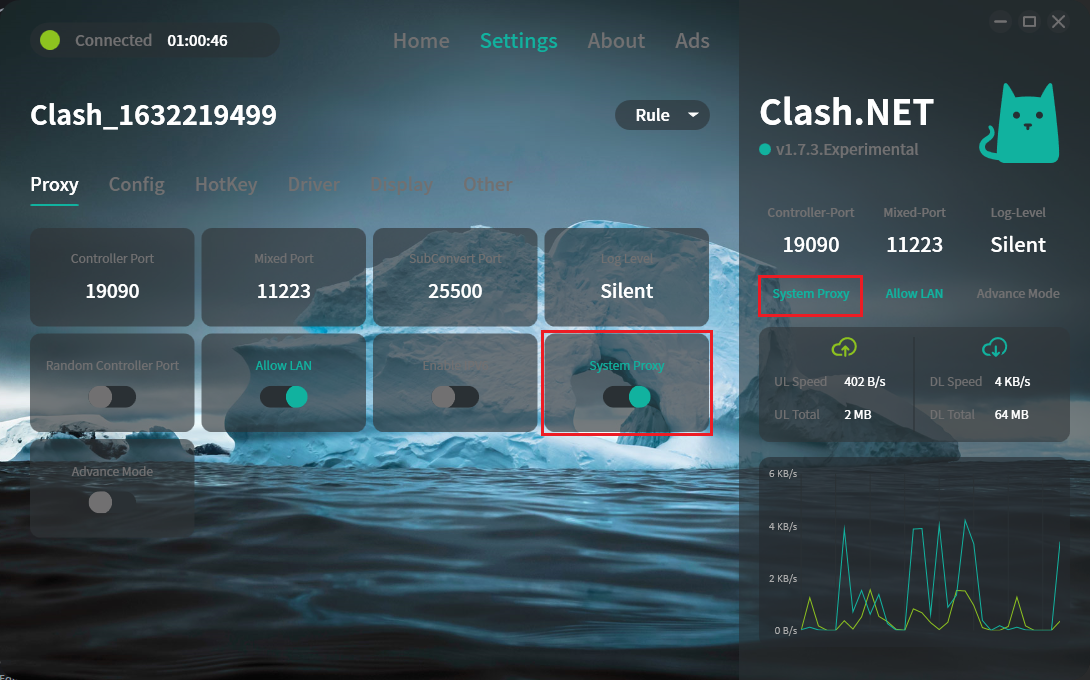 Connected 01:00:46
Home Settings About Ads
Clash_1632219499
Rule
Proxy Config HotKey Driver Display Other
Controller Port Mixed Port SubConvert Port Log Level
19090 11223 25500 Silent
Random Controller Port Allow LAN System Proxy
Advance Mode
Clash.NET
v1.7.3.Experimental
Controller-Port Mixed-Port Log-Level
19090 11223 Silent
System Proxy Allow LAN Advance Mode
UL Speed 402 B/s DL Speed 4 KB/s
UL Total 2 MB DL Total 64 MB
6 KB/s
4 KB/s
2 KB/s
0 B/s